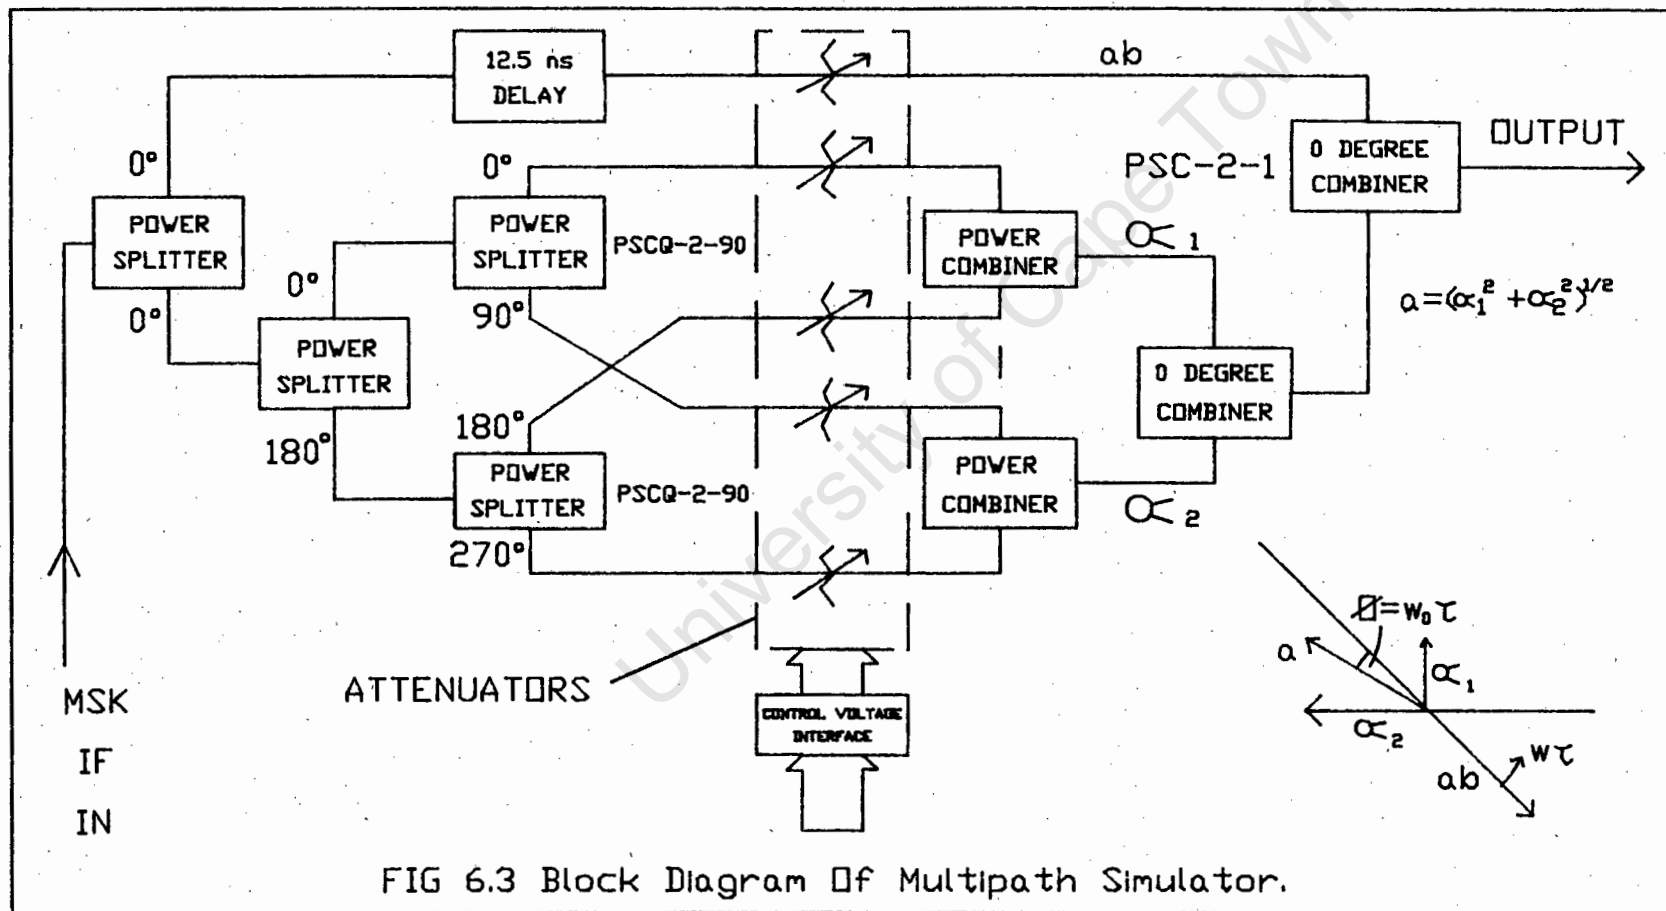 12.5 ns
DELAY
ab
0°
POWER
SPLITTER
0°
0°
POWER
SPLITTER
180°
0°
POWER
SPLITTER
PSCQ-2-90
90°
180°
POWER
SPLITTER
PSCQ-2-90
270°
POWER
COMBINER
α1
POWER
COMBINER
α2
0 DEGREE
COMBINER
PSC-2-1
0 DEGREE
COMBINER
OUTPUT
a=(α1² +α2²)^1/2
MSK
IF
IN
ATTENUATORS
CONTROL VOLTAGE
INTERFACE
Ø=W₀τ
a
α1
α2
ab
Wτ
FIG 6.3 Block Diagram Of Multipath Simulator.
University of Cape Town